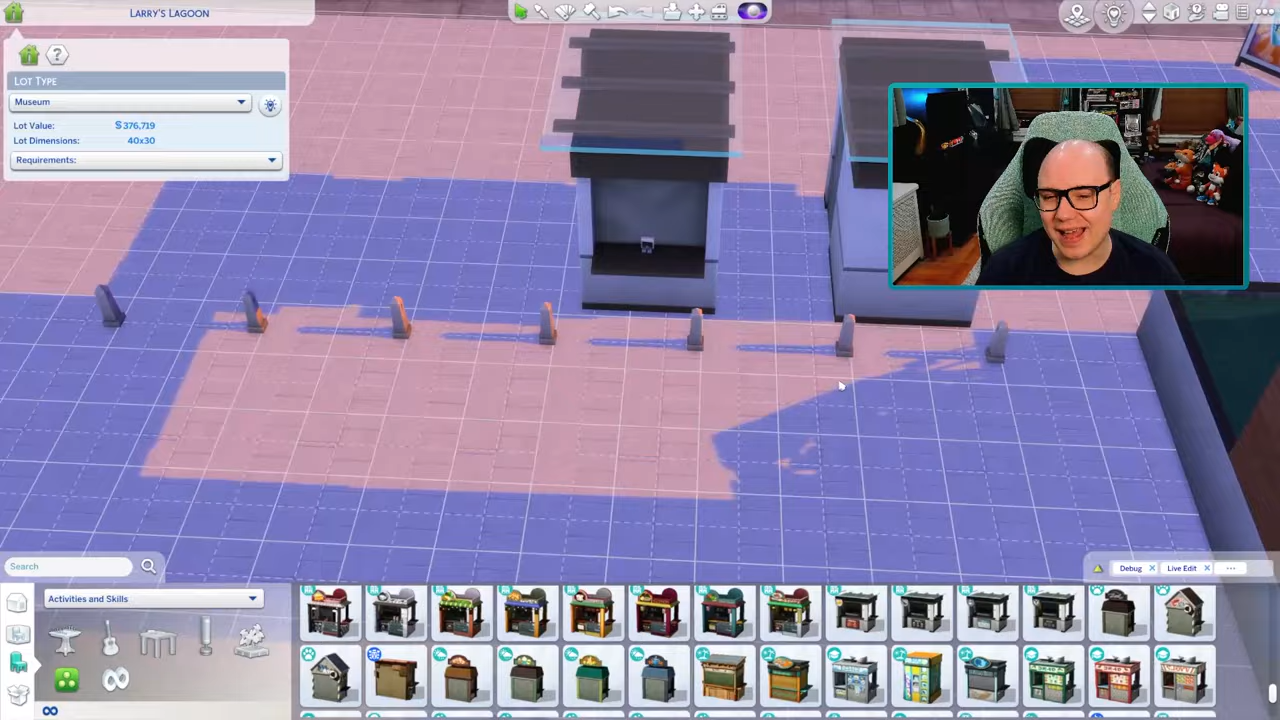 LARRY'S LAGOON
LOT TYPE
Museum
Lot Value: $376,719
Lot Dimensions: 40x30
Requirements:
Search
Debug
Live Edit
Activities and Skills